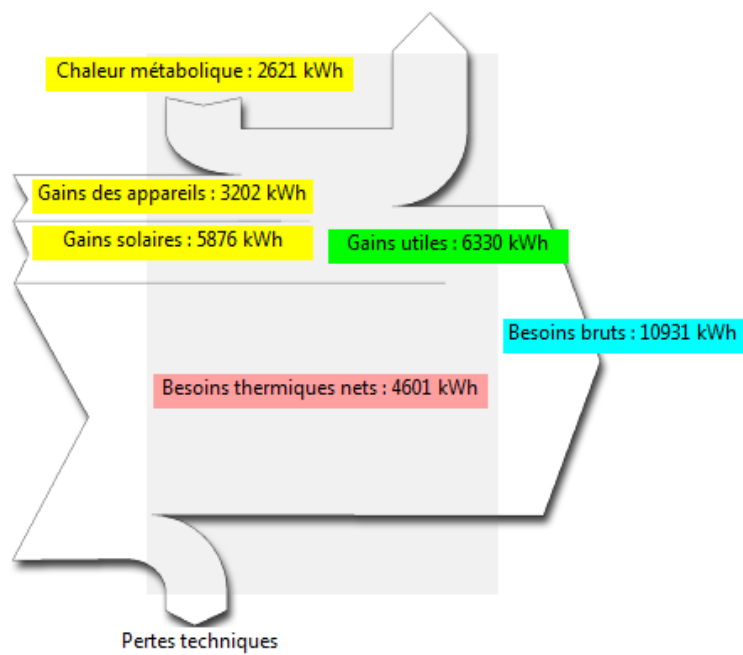 Chaleur métabolique : 2621 kWh
Gains des appareils : 3202 kWh
Gains solaires : 5876 kWh
Gains utiles : 6330 kWh
Besoins bruts : 10931 kWh
Besoins thermiques nets : 4601 kWh
Pertes techniques